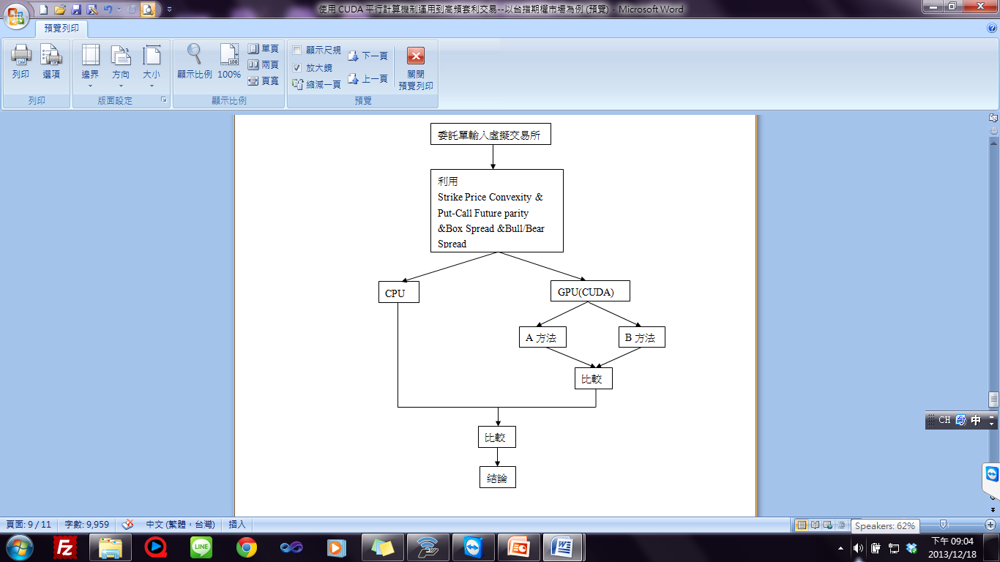 使用 CUDA 平行計算機制運用到高頻套利交易--以台指期權市場為例 (預覽) - Microsoft Word
預覽列印
列印
選項
邊界
方向
大小
顯示比例
100%
單頁
兩頁
頁寬
顯示尺規
放大鏡
縮減一頁
下一頁
上一頁
關閉
預覽列印
列印
版面設定
顯示比例
預覽
委託單輸入虛擬交易所
利用
Strike Price Convexity &
Put-Call Future parity
&Box Spread &Bull/Bear
Spread
CPU
GPU(CUDA)
A 方法
B 方法
比較
比較
結論
CH
中
頁面: 9 / 11
字數: 9,959
中文 (繁體，台灣)
插入
Speakers: 62%
Fz
LINE
下午 09:04
2013/12/18